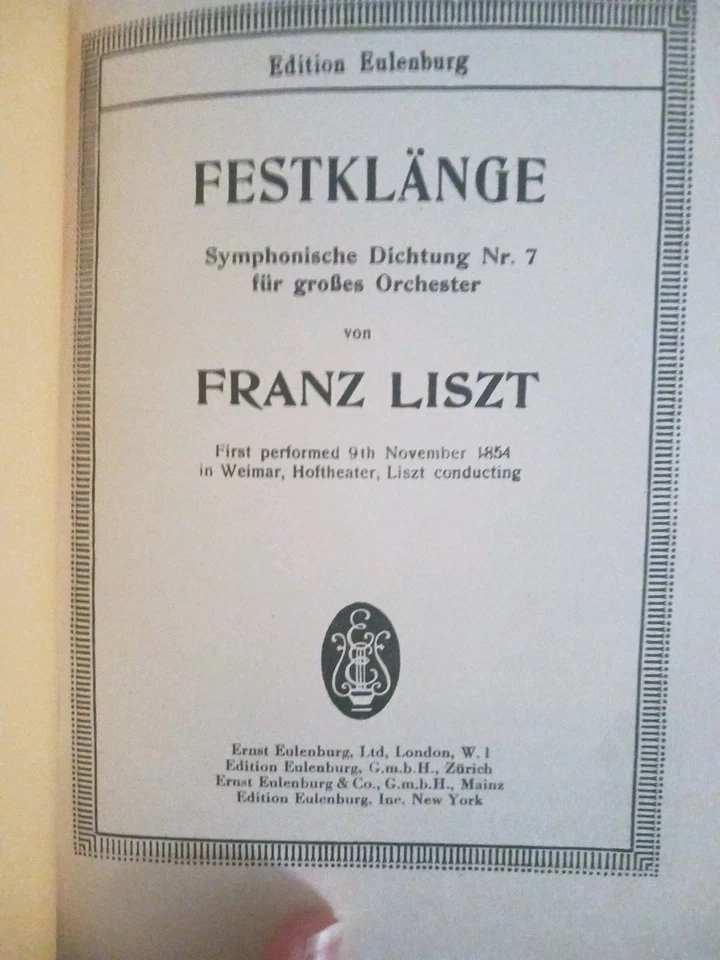 Edition Eulenburg
FESTKLÄNGE
Symphonische Dichtung Nr. 7
für großes Orchester
von
FRANZ LISZT
First performed 9th November 1854
in Weimar, Hoftheater, Liszt conducting
Ernst Eulenburg, Ltd, London, W. 1
Edition Eulenburg, G.m.b.H., Zürich
Ernst Eulenburg & Co., G.m.b.H., Mainz
Edition Eulenburg, Inc. New York